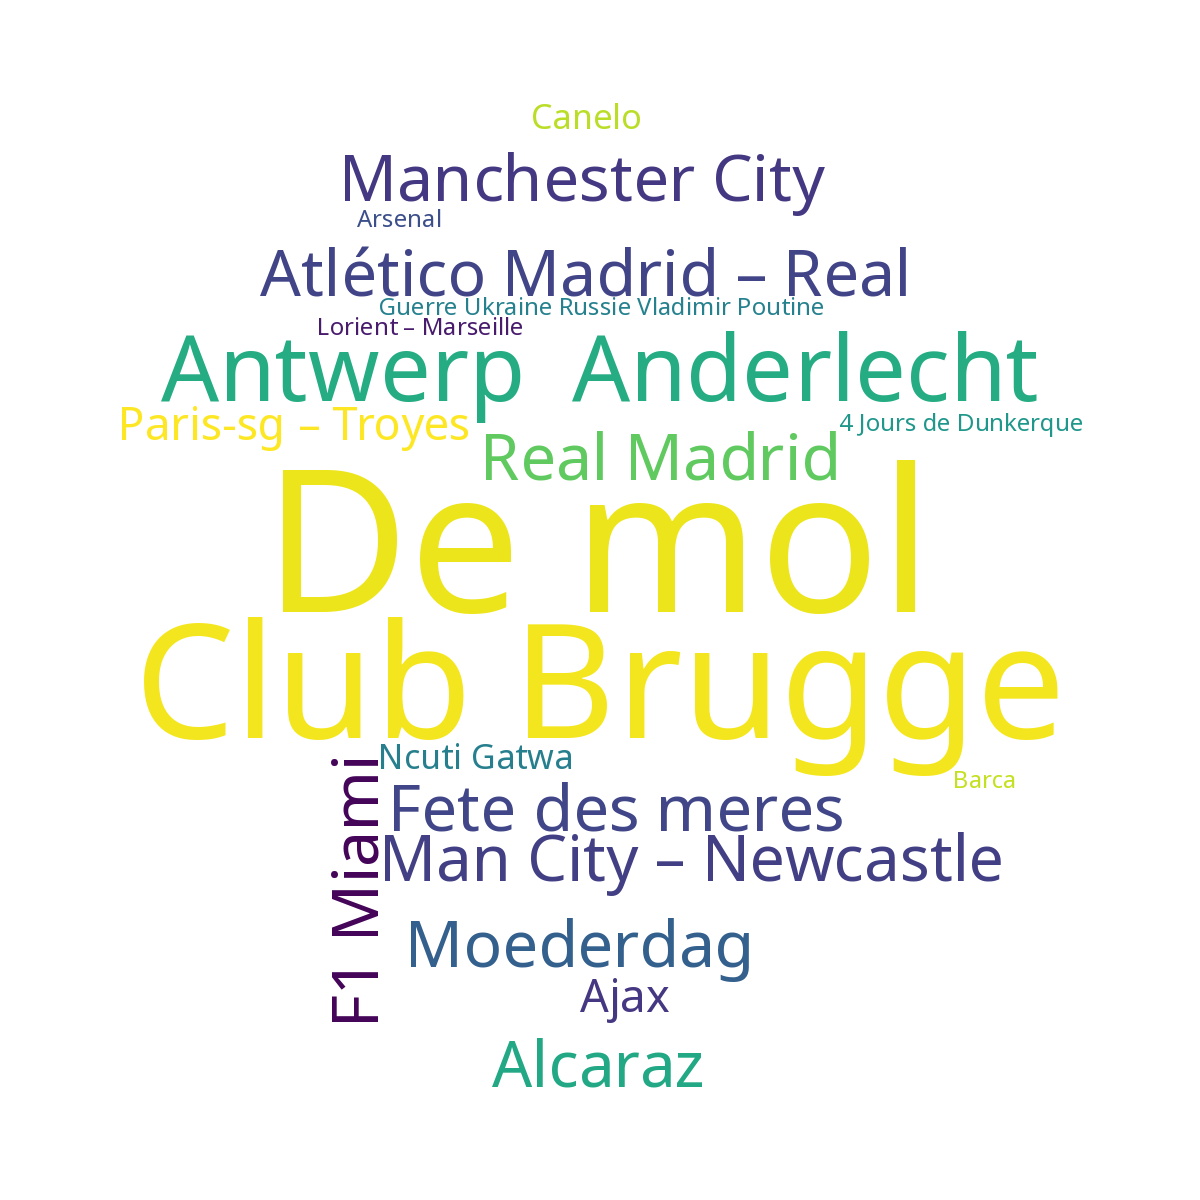 Canelo
Manchester City
Arsenal
Atlético Madrid – Real
Guerre Ukraine Russie Vladimir Poutine
Lorient – Marseille
Antwerp
Anderlecht
Paris-sg – Troyes
4 Jours de Dunkerque
Real Madrid
De mol
Club Brugge
Ncuti Gatwa
Barca
F1 Miami
Fete des meres
Man City – Newcastle
Moederdag
Ajax
Alcaraz